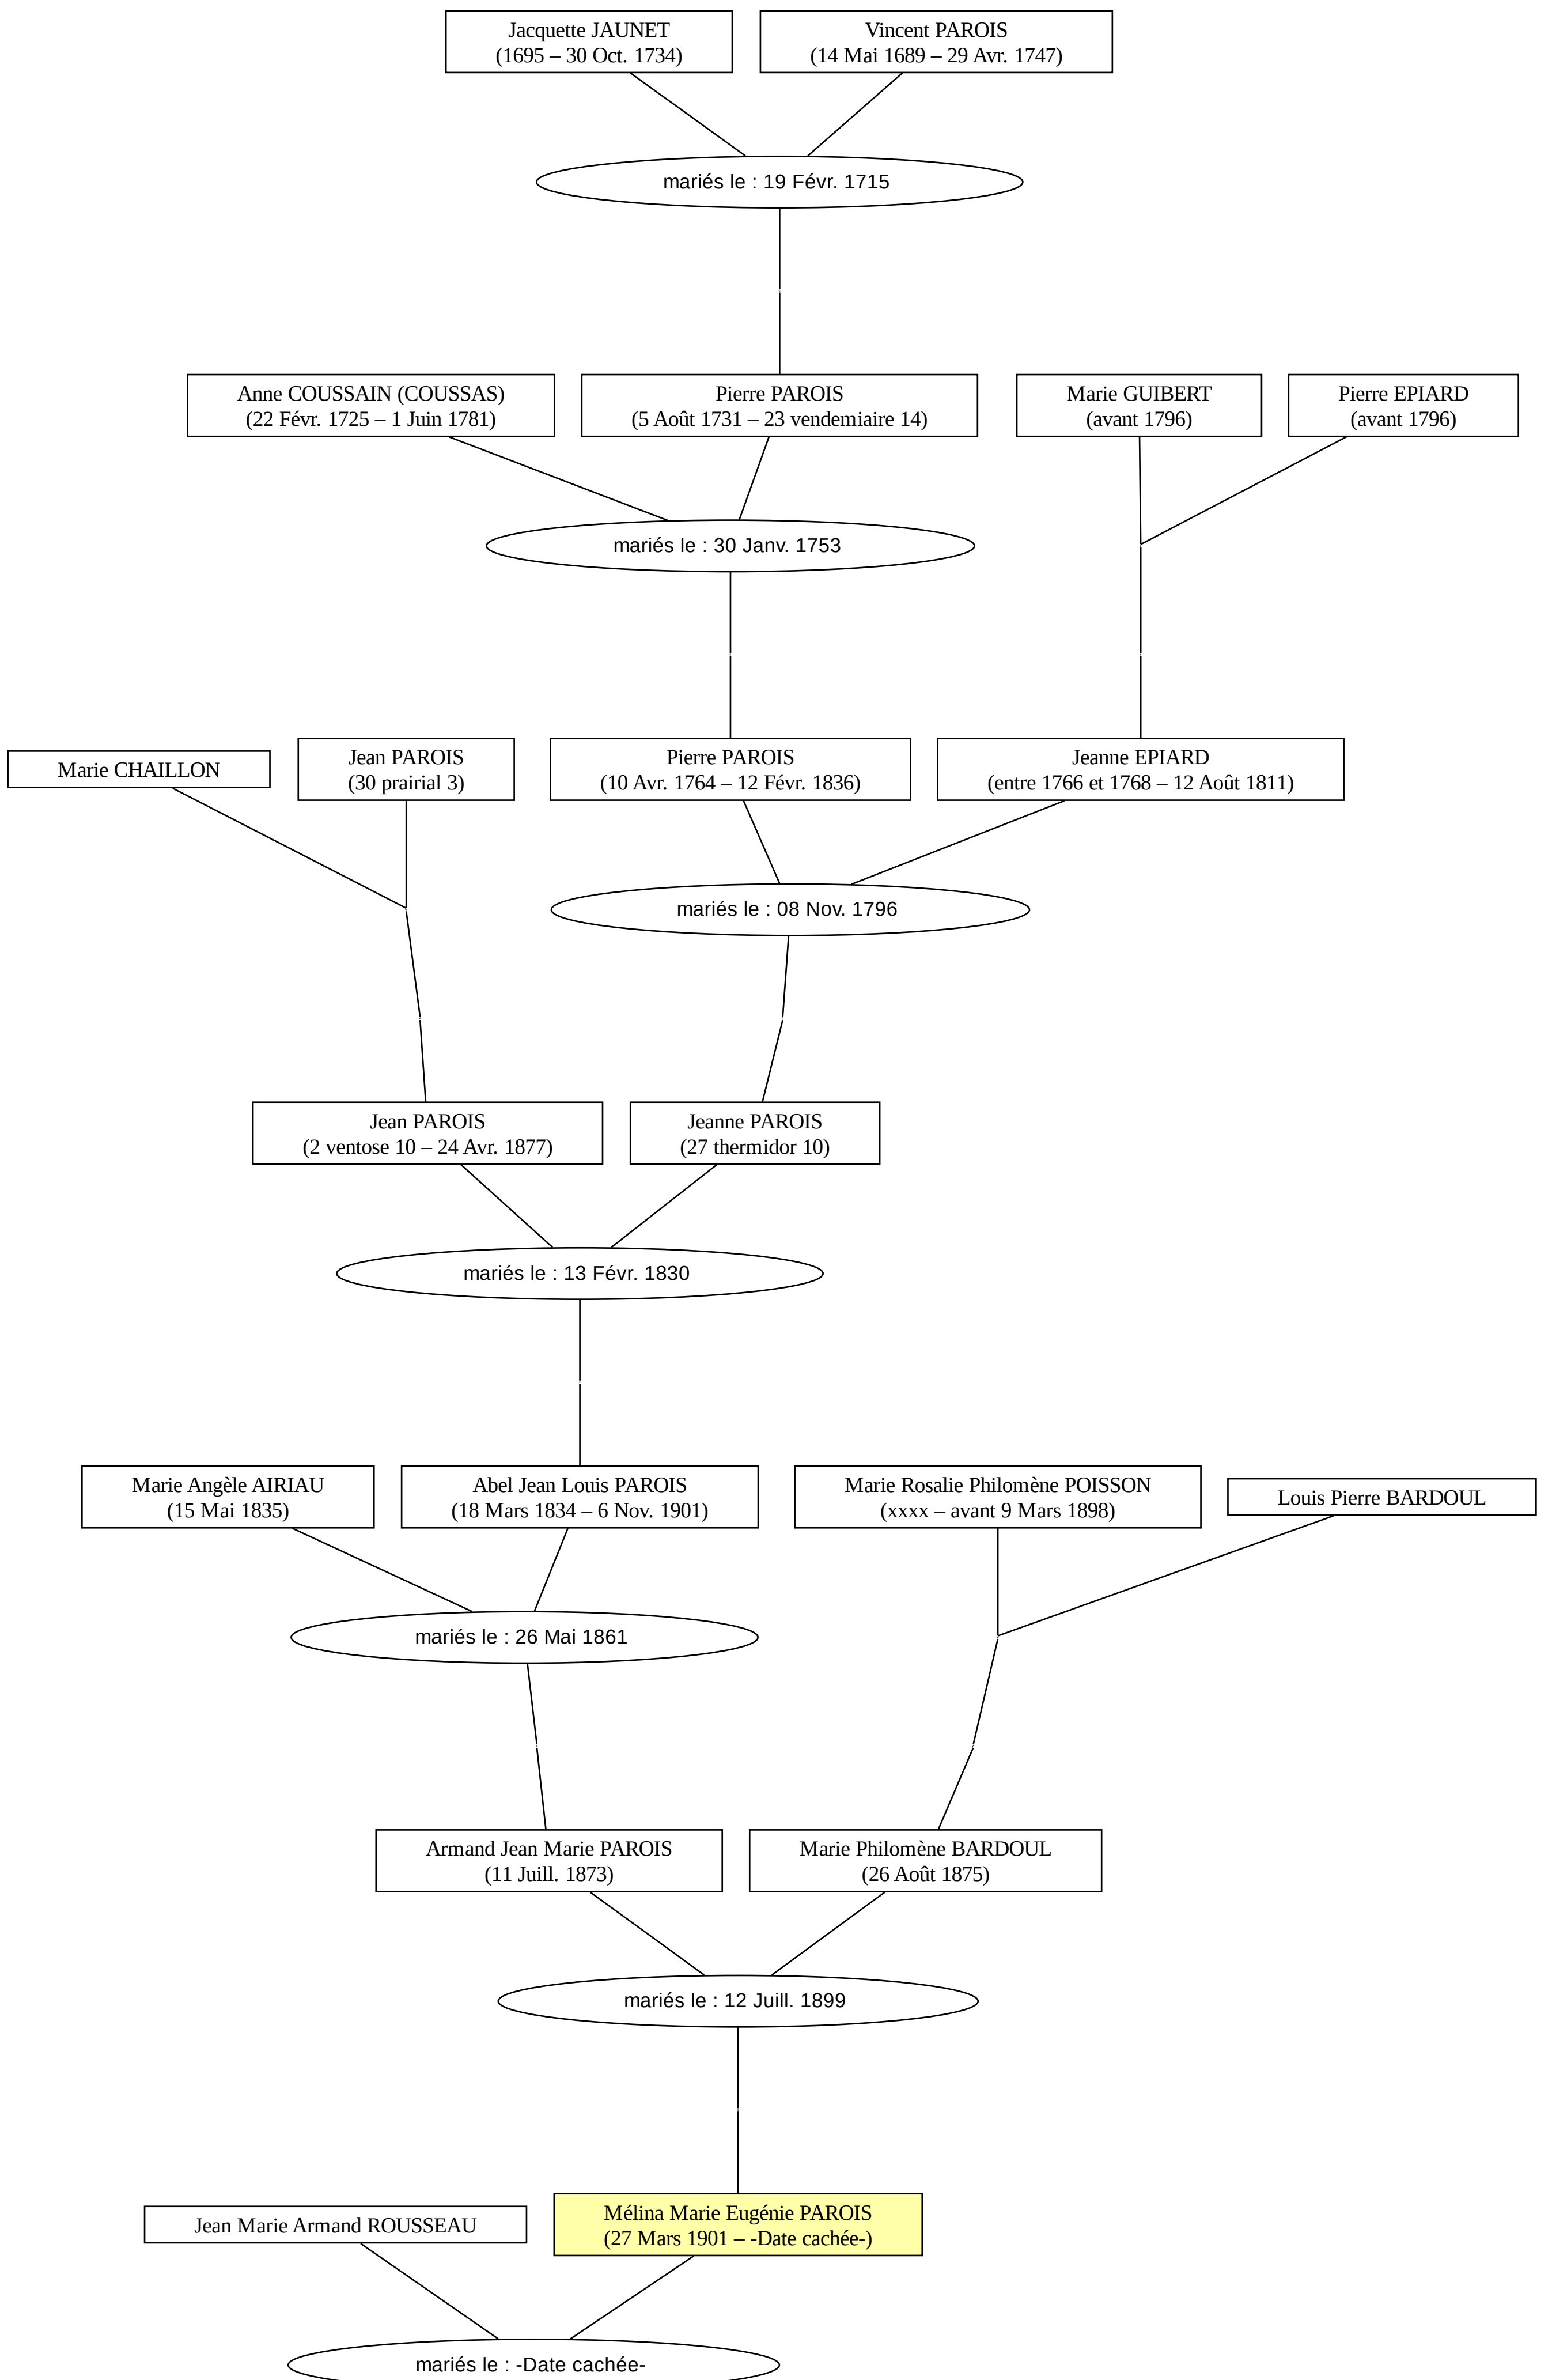 Jacquette JAUNET
(1695 – 30 Oct. 1734)
Vincent PAROIS
(14 Mai 1689 – 29 Avr. 1747)
mariés le : 19 Févr. 1715
Anne COUSSAIN (COUSSAS)
(22 Févr. 1725 – 1 Juin 1781)
Pierre PAROIS
(5 Août 1731 – 23 vendemiaire 14)
Marie GUIBERT
(avant 1796)
Pierre EPIARD
(avant 1796)
mariés le : 30 Janv. 1753
Marie CHAILLON
Jean PAROIS
(30 prairial 3)
Pierre PAROIS
(10 Avr. 1764 – 12 Févr. 1836)
Jeanne EPIARD
(entre 1766 et 1768 – 12 Août 1811)
mariés le : 08 Nov. 1796
Jean PAROIS
(2 ventose 10 – 24 Avr. 1877)
Jeanne PAROIS
(27 thermidor 10)
mariés le : 13 Févr. 1830
Marie Angèle AIRIAU
(15 Mai 1835)
Abel Jean Louis PAROIS
(18 Mars 1834 – 6 Nov. 1901)
Marie Rosalie Philomène POISSON
(xxxx – avant 9 Mars 1898)
Louis Pierre BARDOUL
mariés le : 26 Mai 1861
Armand Jean Marie PAROIS
(11 Juill. 1873)
Marie Philomène BARDOUL
(26 Août 1875)
mariés le : 12 Juill. 1899
Jean Marie Armand ROUSSEAU
Mélina Marie Eugénie PAROIS
(27 Mars 1901 – -Date cachée-)
mariés le : -Date cachée-